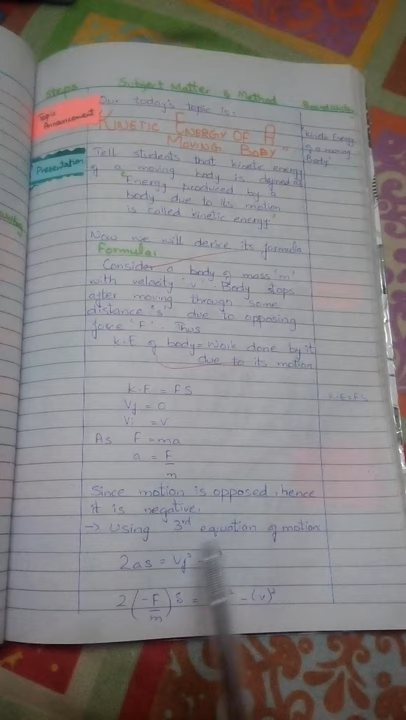 Steps Subject Matter & Method
Topic Announcement
Our today's topic is:
"KINETIC ENERGY OF A
MOVING BODY"
"Kinetic Energy
of a moving
Body"
Presentation
Tell students that kinetic energy
of a moving body is
"Energy produced by a
body due to its motion
is called kinetic energy."
Now we will derive its formula
Formula:
Consider a body of mass 'm'
with velocity 'v'. Body stops
after moving through some
distance 's' due to opposing
force 'F'. Thus
K.E of body = Work done by it
due to its motion
K.E = FS
Vf = 0
Vi = V
As F = ma
a = F/m
Since motion is opposed, hence
it is negative.
→ Using 3rd equation of motion
2as = Vf²
2(-F/m)S = ² - (v)²